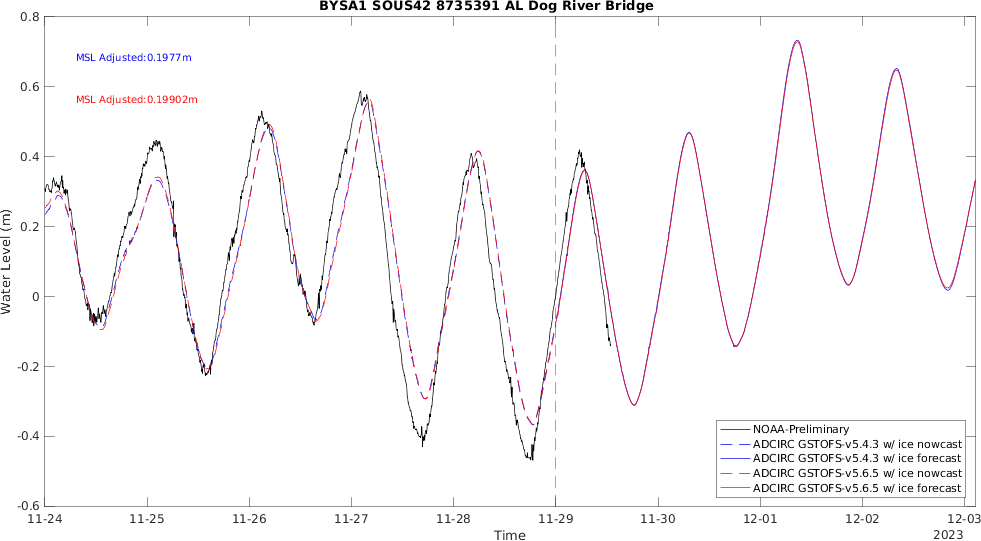 BYSA1 SOUS42 8735391 AL Dog River Bridge
0.8
MSL Adjusted:0.1977m
0.6
MSL Adjusted:0.19902m
0.4
0.2
Water Level (m)
0
-0.2
-0.4
NOAA-Preliminary
ADCIRC GSTOFS-v5.4.3 w/ ice nowcast
ADCIRC GSTOFS-v5.4.3 w/ ice forecast
ADCIRC GSTOFS-v5.6.5 w/ ice nowcast
ADCIRC GSTOFS-v5.6.5 w/ ice forecast
-0.6
11-24 11-25 11-26 11-27 11-28 11-29 11-30 12-01 12-02 12-03
Time
2023